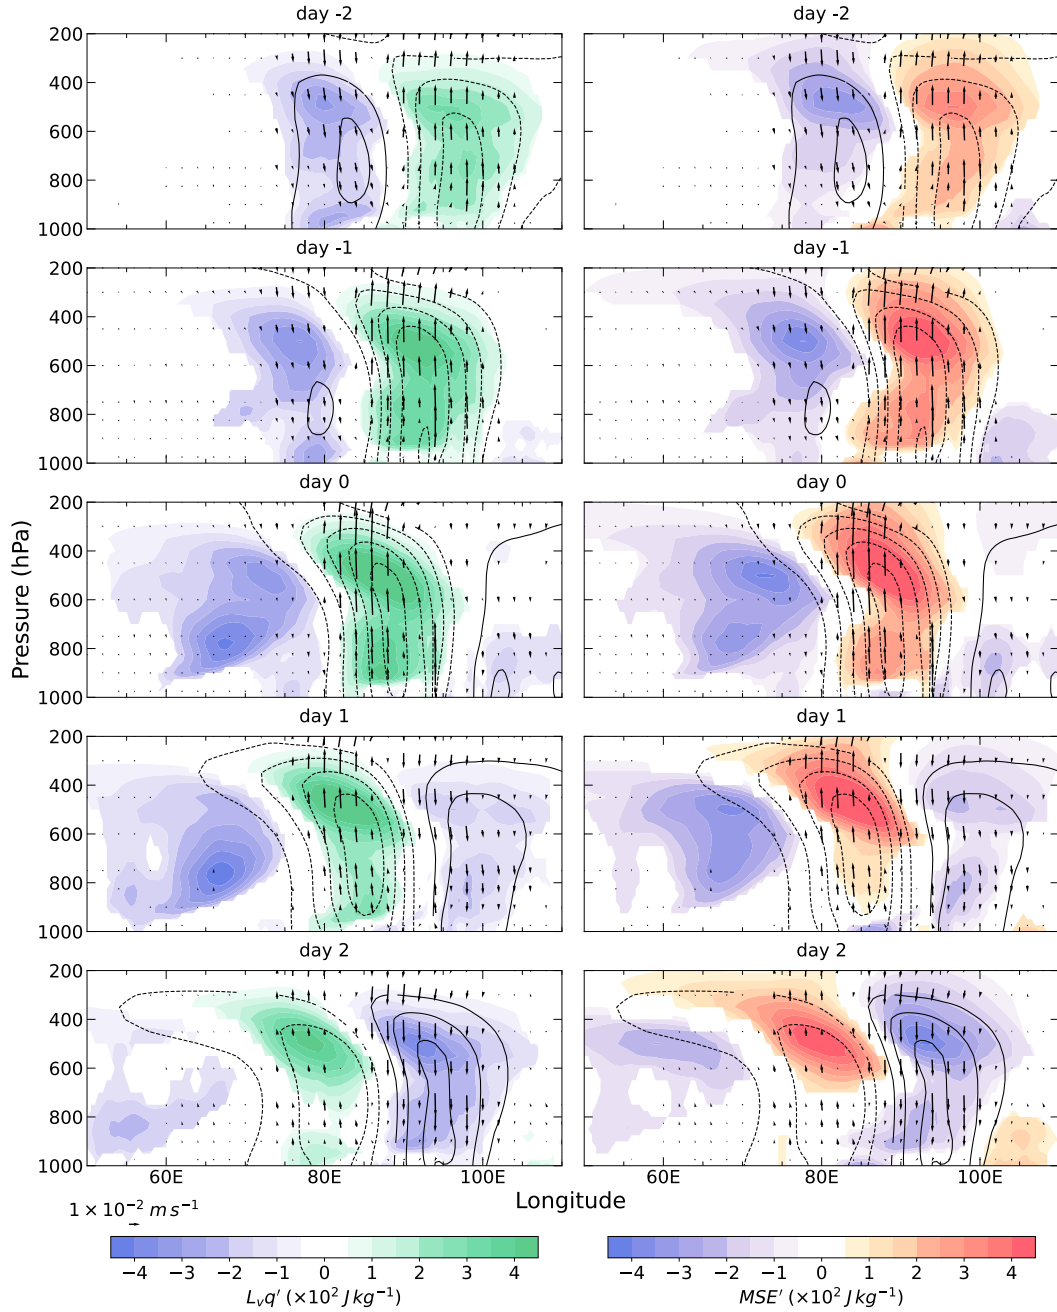 day -2 day -2
200
400
600
800
1000
day -1 day -1
200
400
600
800
1000
day 0 day 0
200
400
600
800
1000
Pressure (hPa)
day 1 day 1
200
400
600
800
1000
day 2 day 2
200
400
600
800
1000
60E 80E 100E 60E 80E 100E
Longitude
1 × 10⁻² m s⁻¹
−4 −3 −2 −1 0 1 2 3 4 −4 −3 −2 −1 0 1 2 3 4
Lᵥq′ (×10² J kg⁻¹) MSE′ (×10² J kg⁻¹)